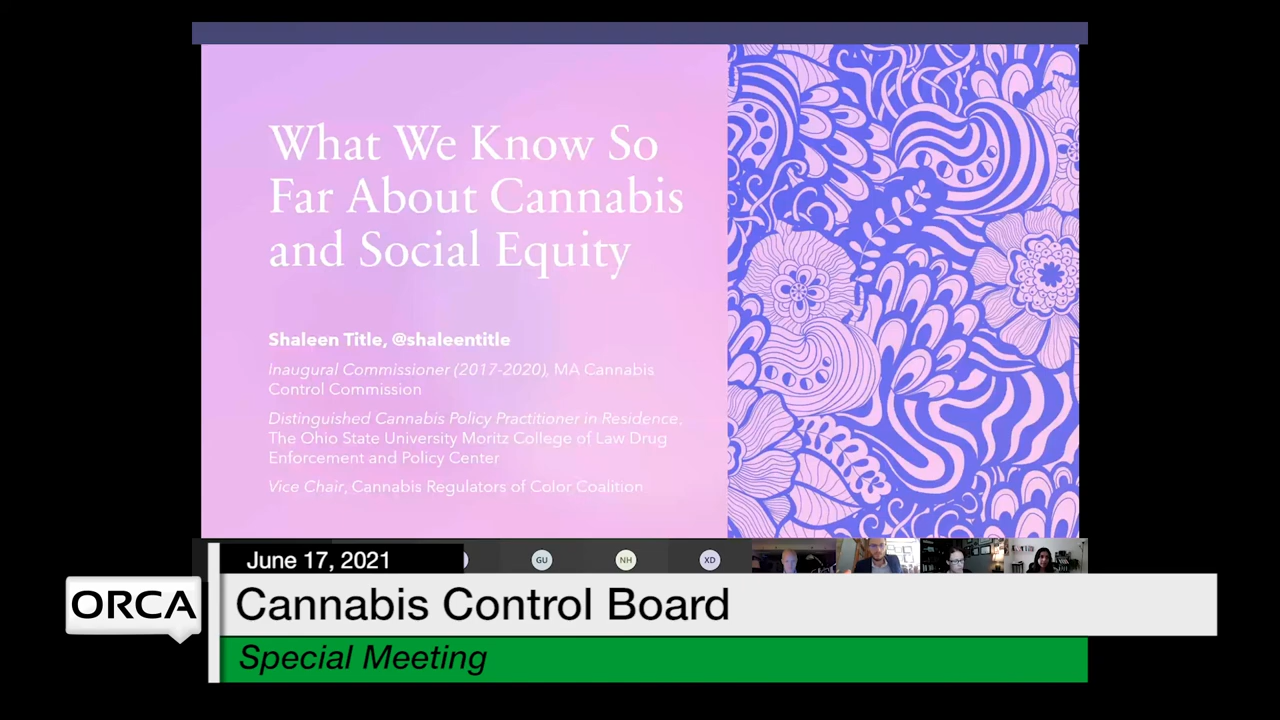 What We Know So
Far About Cannabis
and Social Equity
Shaleen Title, @shaleentitle
Inaugural Commissioner (2017-2020), MA Cannabis
Control Commission
Distinguished Cannabis Policy Practitioner in Residence,
The Ohio State University Moritz College of Law Drug
Enforcement and Policy Center
Vice Chair, Cannabis Regulators of Color Coalition
GU
NH
XD
June 17, 2021
ORCA
Cannabis Control Board
Special Meeting